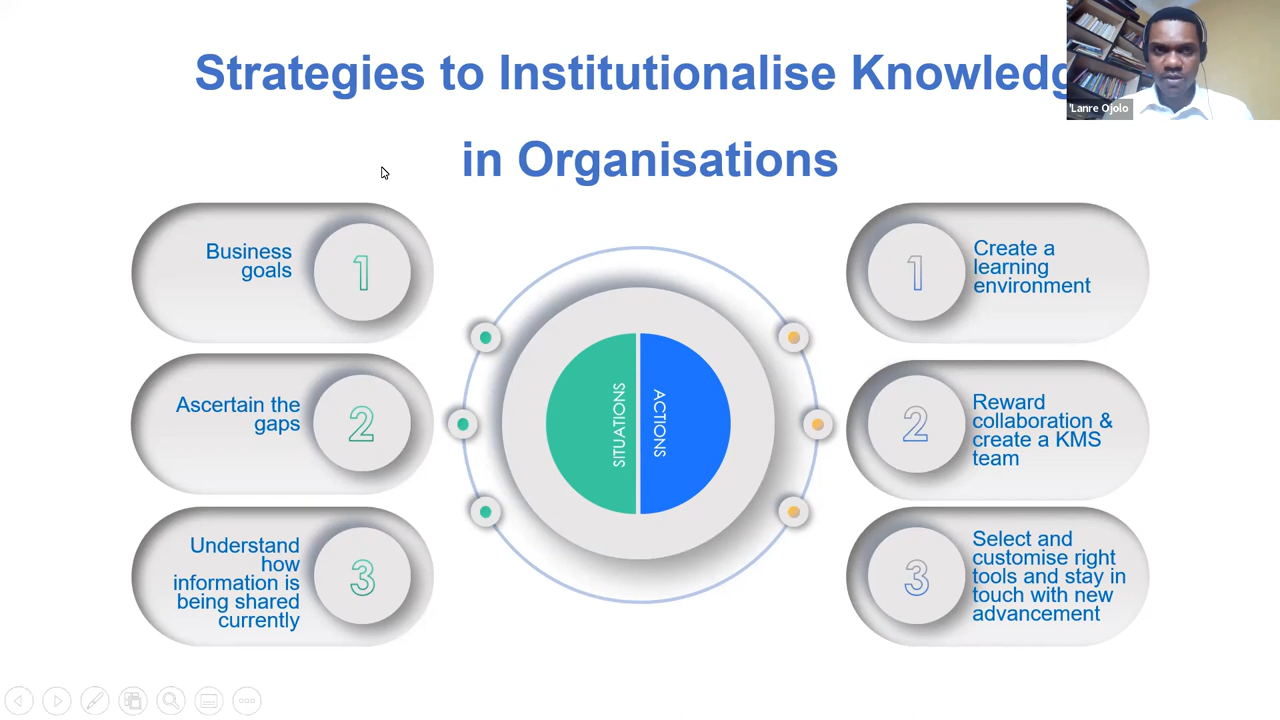 Strategies to Institutionalise Knowledg
in Organisations
'Lanre Ojolo
Business
goals
1
Ascertain the
gaps
2
Understand
how
information is
being shared
currently
3
SITUATIONS
ACTIONS
1
Create a
learning
environment
2
Reward
collaboration &
create a KMS
team
3
Select and
customise right
tools and stay in
touch with new
advancement